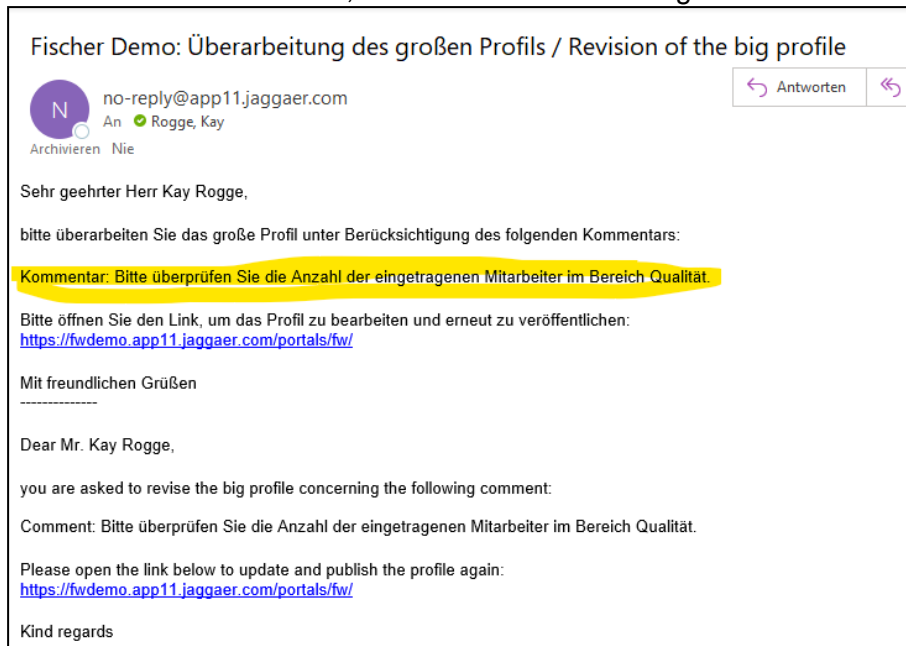 Fischer Demo: Überarbeitung des großen Profils / Revision of the big profile
N
no-reply@app11.jaggaer.com
An Rogge, Kay
Archivieren Nie
Antworten
Sehr geehrter Herr Kay Rogge,
bitte überarbeiten Sie das große Profil unter Berücksichtigung des folgenden Kommentars:
Kommentar: Bitte überprüfen Sie die Anzahl der eingetragenen Mitarbeiter im Bereich Qualität.
Bitte öffnen Sie den Link, um das Profil zu bearbeiten und erneut zu veröffentlichen:
https://fwdemo.app11.jaggaer.com/portals/fw/
Mit freundlichen Grüßen
--------------
Dear Mr. Kay Rogge,
you are asked to revise the big profile concerning the following comment:
Comment: Bitte überprüfen Sie die Anzahl der eingetragenen Mitarbeiter im Bereich Qualität.
Please open the link below to update and publish the profile again:
https://fwdemo.app11.jaggaer.com/portals/fw/
Kind regards